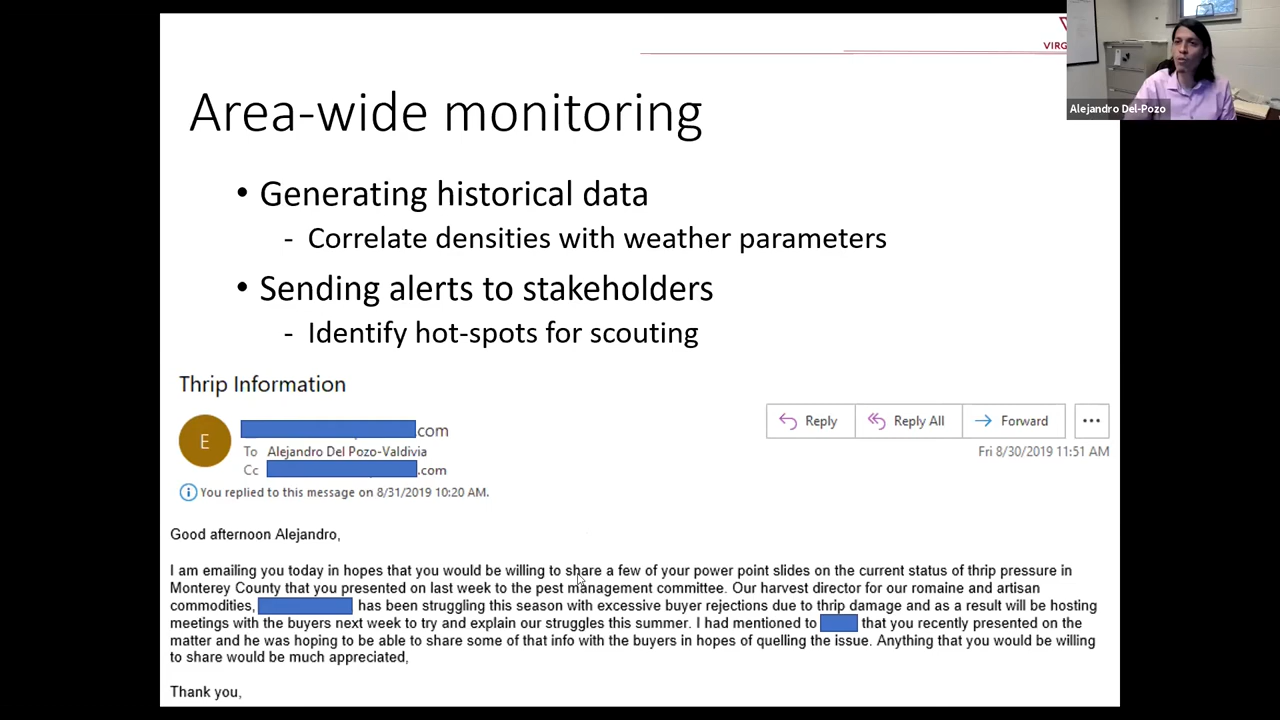 VIRG
Alejandro Del-Pozo
Area-wide monitoring
• Generating historical data
- Correlate densities with weather parameters
• Sending alerts to stakeholders
- Identify hot-spots for scouting
Thrip Information
Reply
Reply All
Forward
...
E
com
To Alejandro Del Pozo-Valdivia
Fri 8/30/2019 11:51 AM
Cc .com
You replied to this message on 8/31/2019 10:20 AM.
Good afternoon Alejandro,
I am emailing you today in hopes that you would be willing to share a few of your power point slides on the current status of thrip pressure in
Monterey County that you presented on last week to the pest management committee. Our harvest director for our romaine and artisan
commodities, has been struggling this season with excessive buyer rejections due to thrip damage and as a result will be hosting
meetings with the buyers next week to try and explain our struggles this summer. I had mentioned to that you recently presented on the
matter and he was hoping to be able to share some of that info with the buyers in hopes of quelling the issue. Anything that you would be willing
to share would be much appreciated,
Thank you,